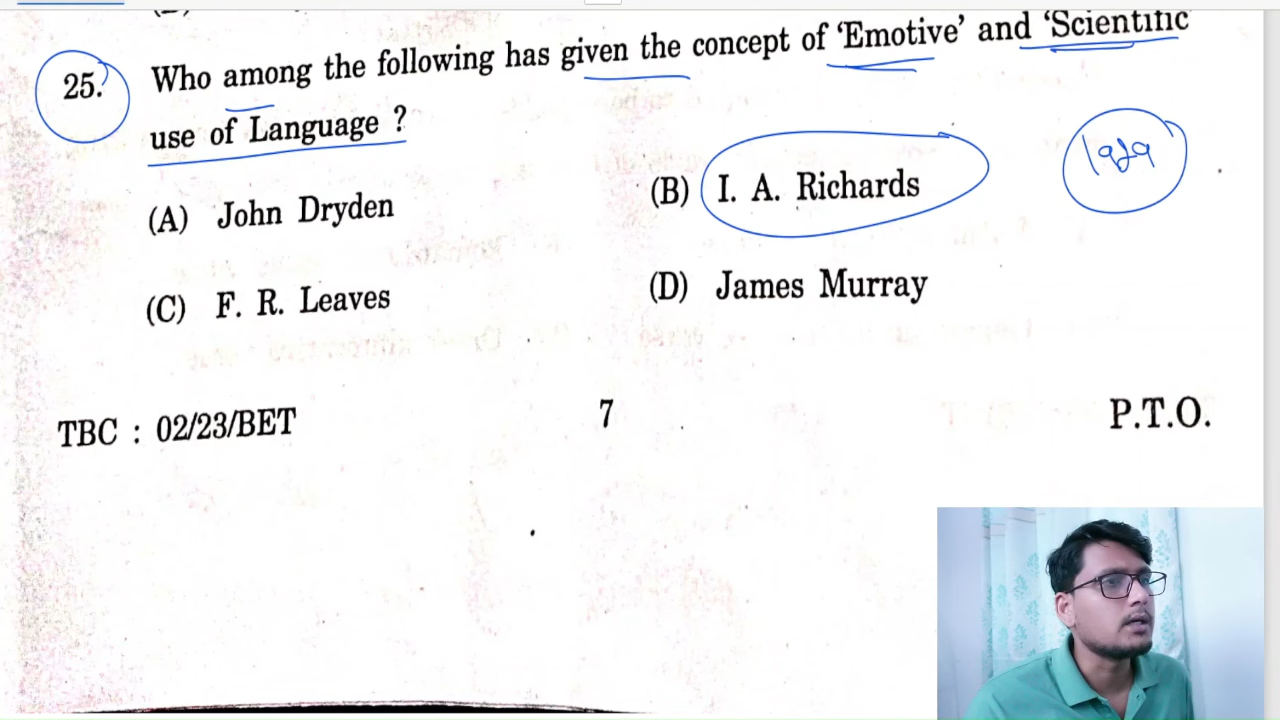 25. Who among the following has given the concept of ‘Emotive’ and ‘Scientific
use of Language ?
1929
(A) John Dryden
(B) I. A. Richards
(C) F. R. Leaves
(D) James Murray
TBC : 02/23/BET
7
P.T.O.